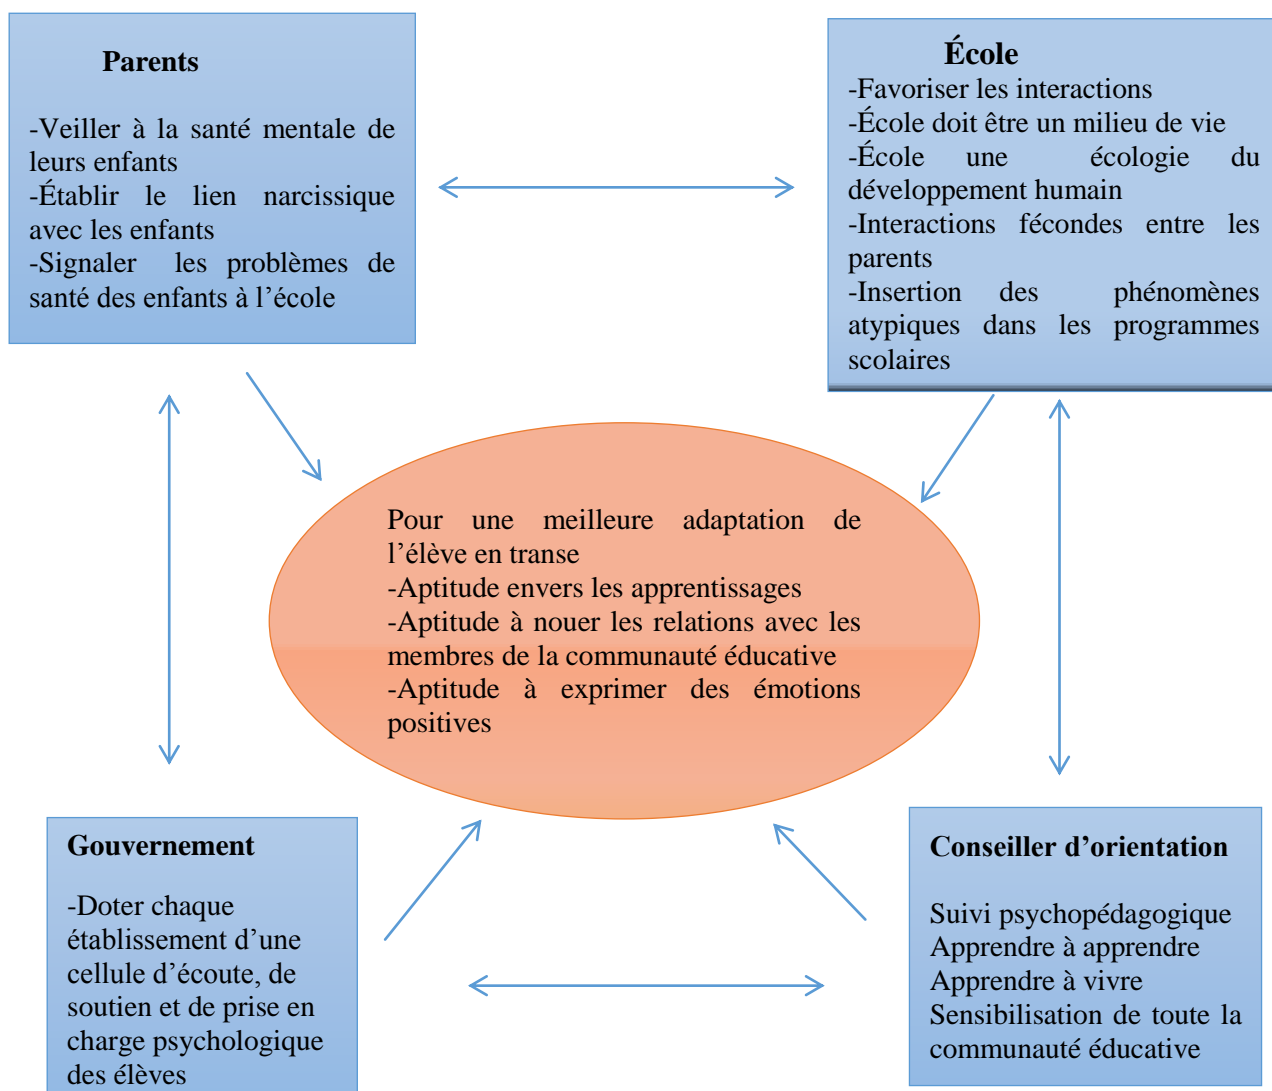 Parents
-Veiller à la santé mentale de
leurs enfants
-Établir le lien narcissique
avec les enfants
-Signaler les problèmes de
santé des enfants à l’école
École
-Favoriser les interactions
-École doit être un milieu de vie
-École une écologie du
développement humain
-Interactions fécondes entre les
parents
-Insertion des phénomènes
atypiques dans les programmes
scolaires
Pour une meilleure adaptation de
l’élève en transe
-Aptitude envers les apprentissages
-Aptitude à nouer les relations avec les
membres de la communauté éducative
-Aptitude à exprimer des émotions
positives
Gouvernement
-Doter chaque
établissement d’une
cellule d’écoute, de
soutien et de prise en
charge psychologique
des élèves
Conseiller d’orientation
Suivi psychopédagogique
Apprendre à apprendre
Apprendre à vivre
Sensibilisation de toute la
communauté éducative